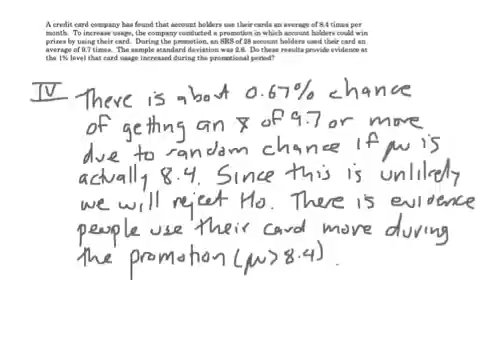 A credit card company has found that account holders use their cards an average of 8.4 times per
month. To increase usage, the company conducted a promotion in which account holders could win
prizes by using their card. During the promotion, an SRS of 28 account holders used their card an
average of 9.7 times. The sample standard deviation was 2.6. Do these results provide evidence at
the 1% level that card usage increased during the promotional period?
IV There is about 0.67% chance
of getting an x̄ of 9.7 or more
due to random chance if μ is
actually 8.4. Since this is unlikely
we will reject Ho. There is evidence
people use their card more during
the promotion (μ > 8.4).